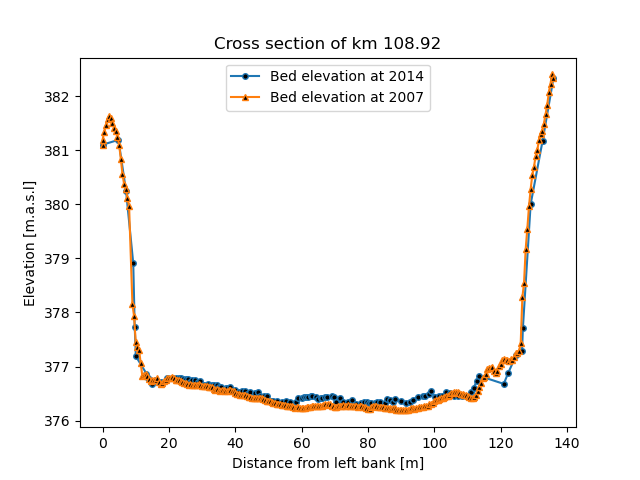 Cross section of km 108.92
Bed elevation at 2014
Bed elevation at 2007
Elevation [m.a.s.l]
382
381
380
379
378
377
376
0 20 40 60 80 100 120 140
Distance from left bank [m]